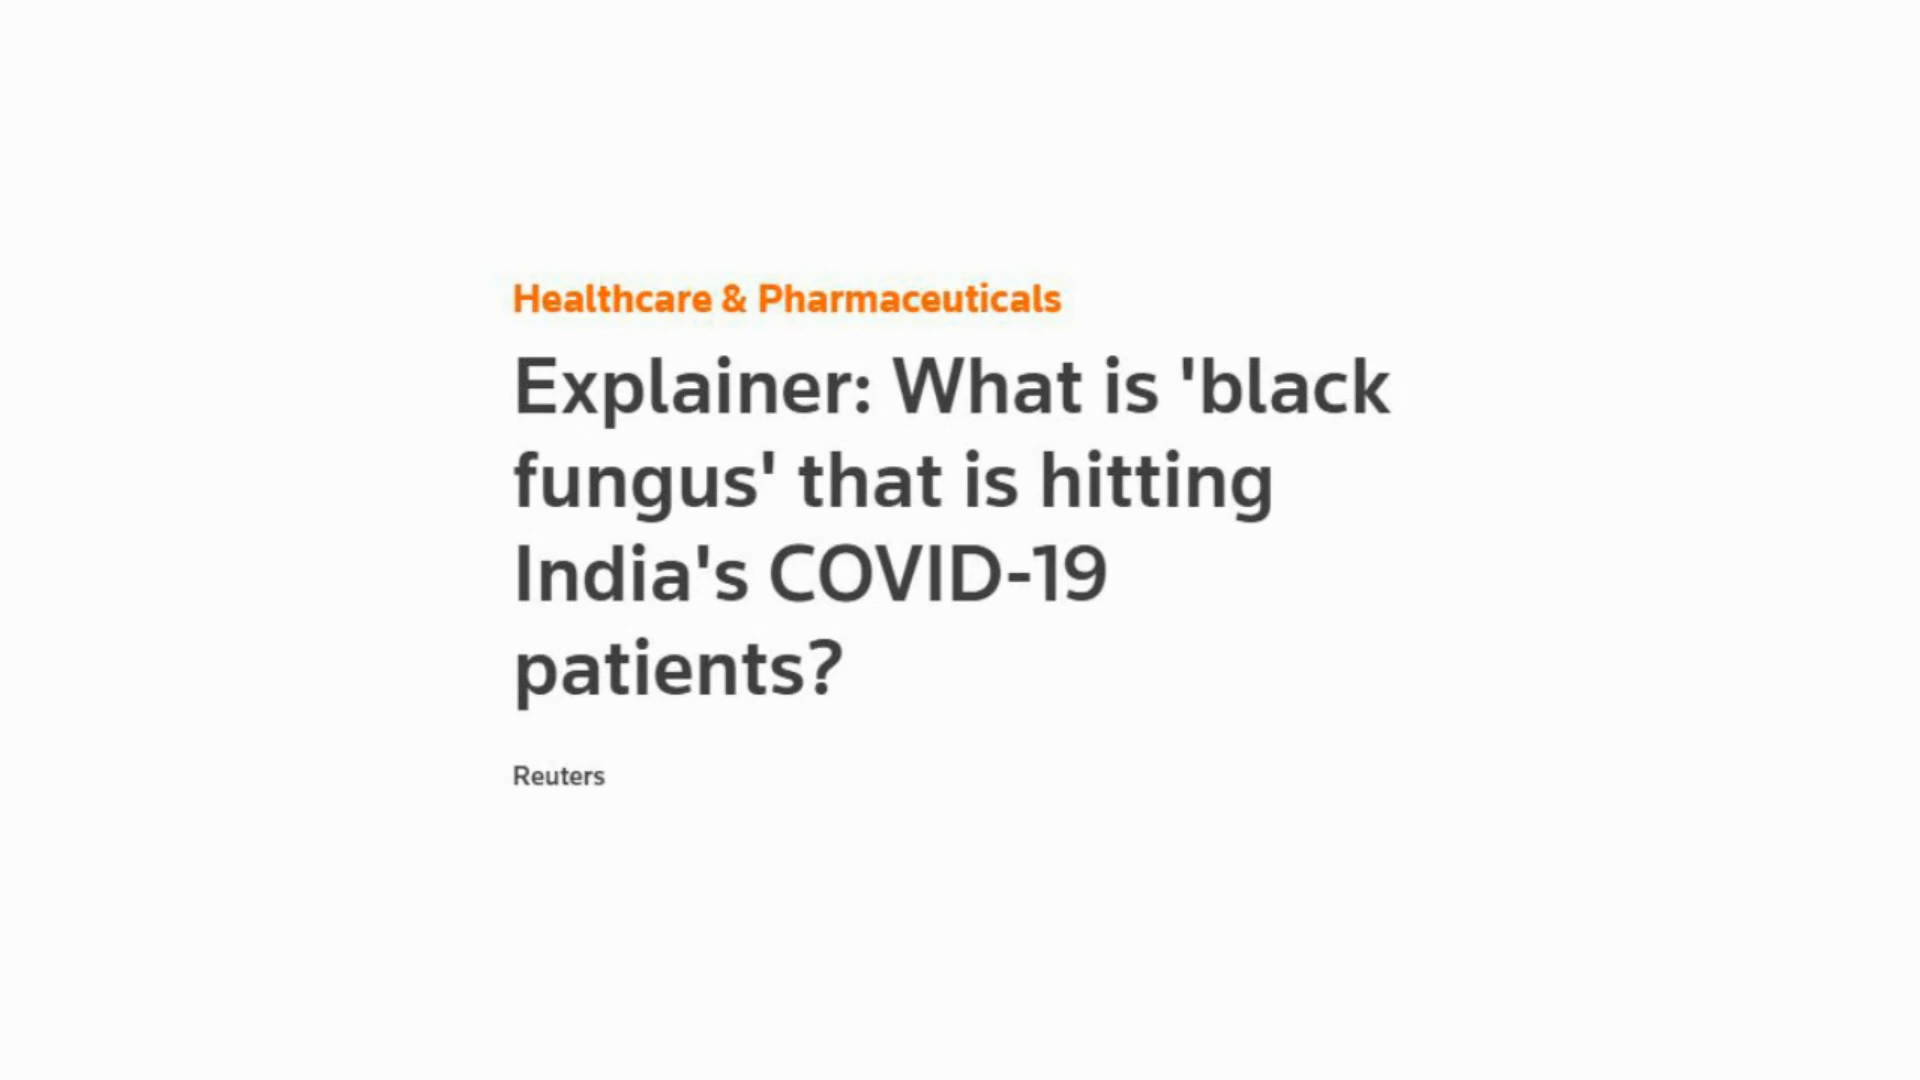 Healthcare & Pharmaceuticals
Explainer: What is 'black
fungus' that is hitting
India's COVID-19
patients?
Reuters